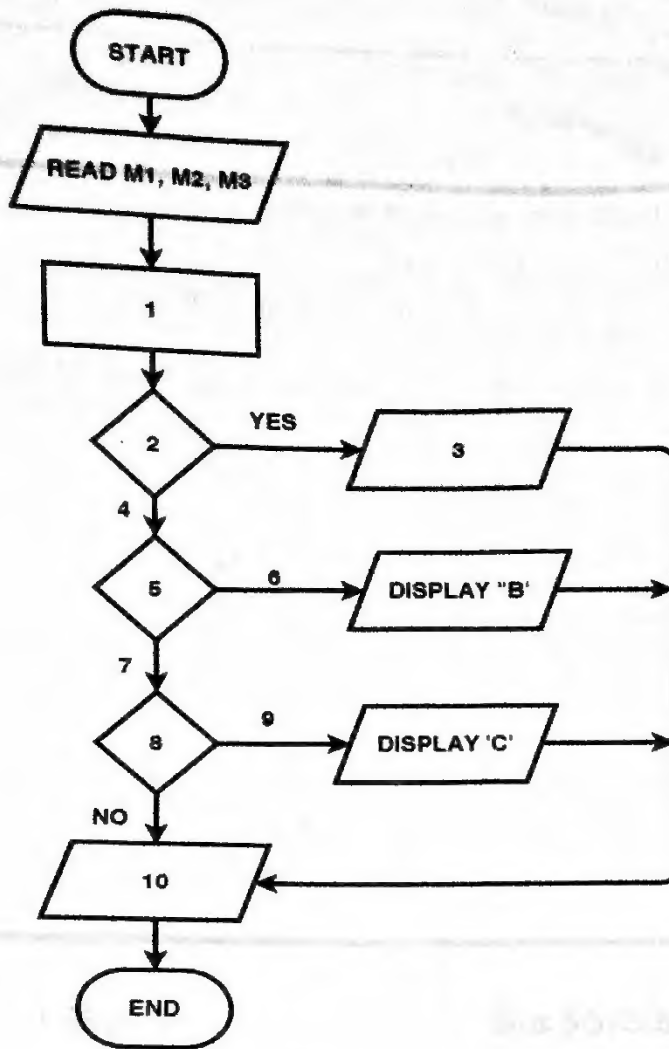 START
READ M1, M2, M3
1
2
YES
3
4
5
6
DISPLAY "B'
7
8
9
DISPLAY 'C'
NO
10
END